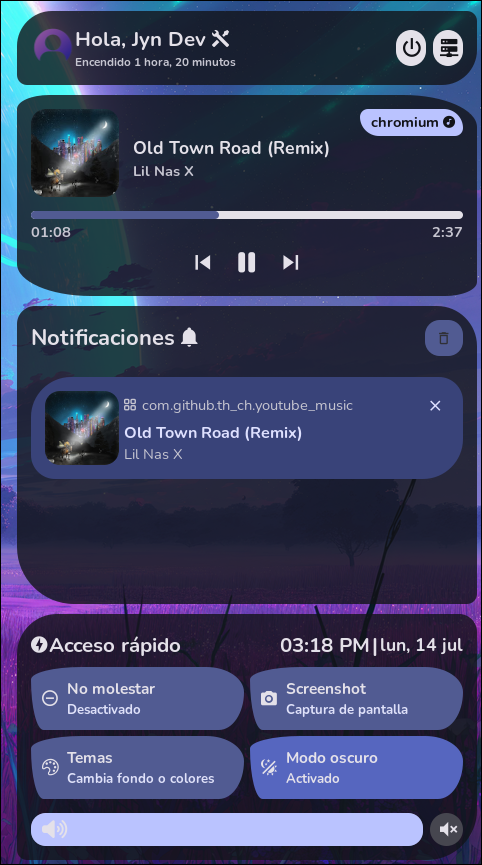 Hola, Jyn Dev
Encendido 1 hora, 20 minutos
chromium
Old Town Road (Remix)
Lil Nas X
01:08 2:37
Notificaciones
com.github.th_ch.youtube_music
Old Town Road (Remix)
Lil Nas X
Acceso rápido 03:18 PM|lun, 14 jul
No molestar
Desactivado
Screenshot
Captura de pantalla
Temas
Cambia fondo o colores
Modo oscuro
Activado